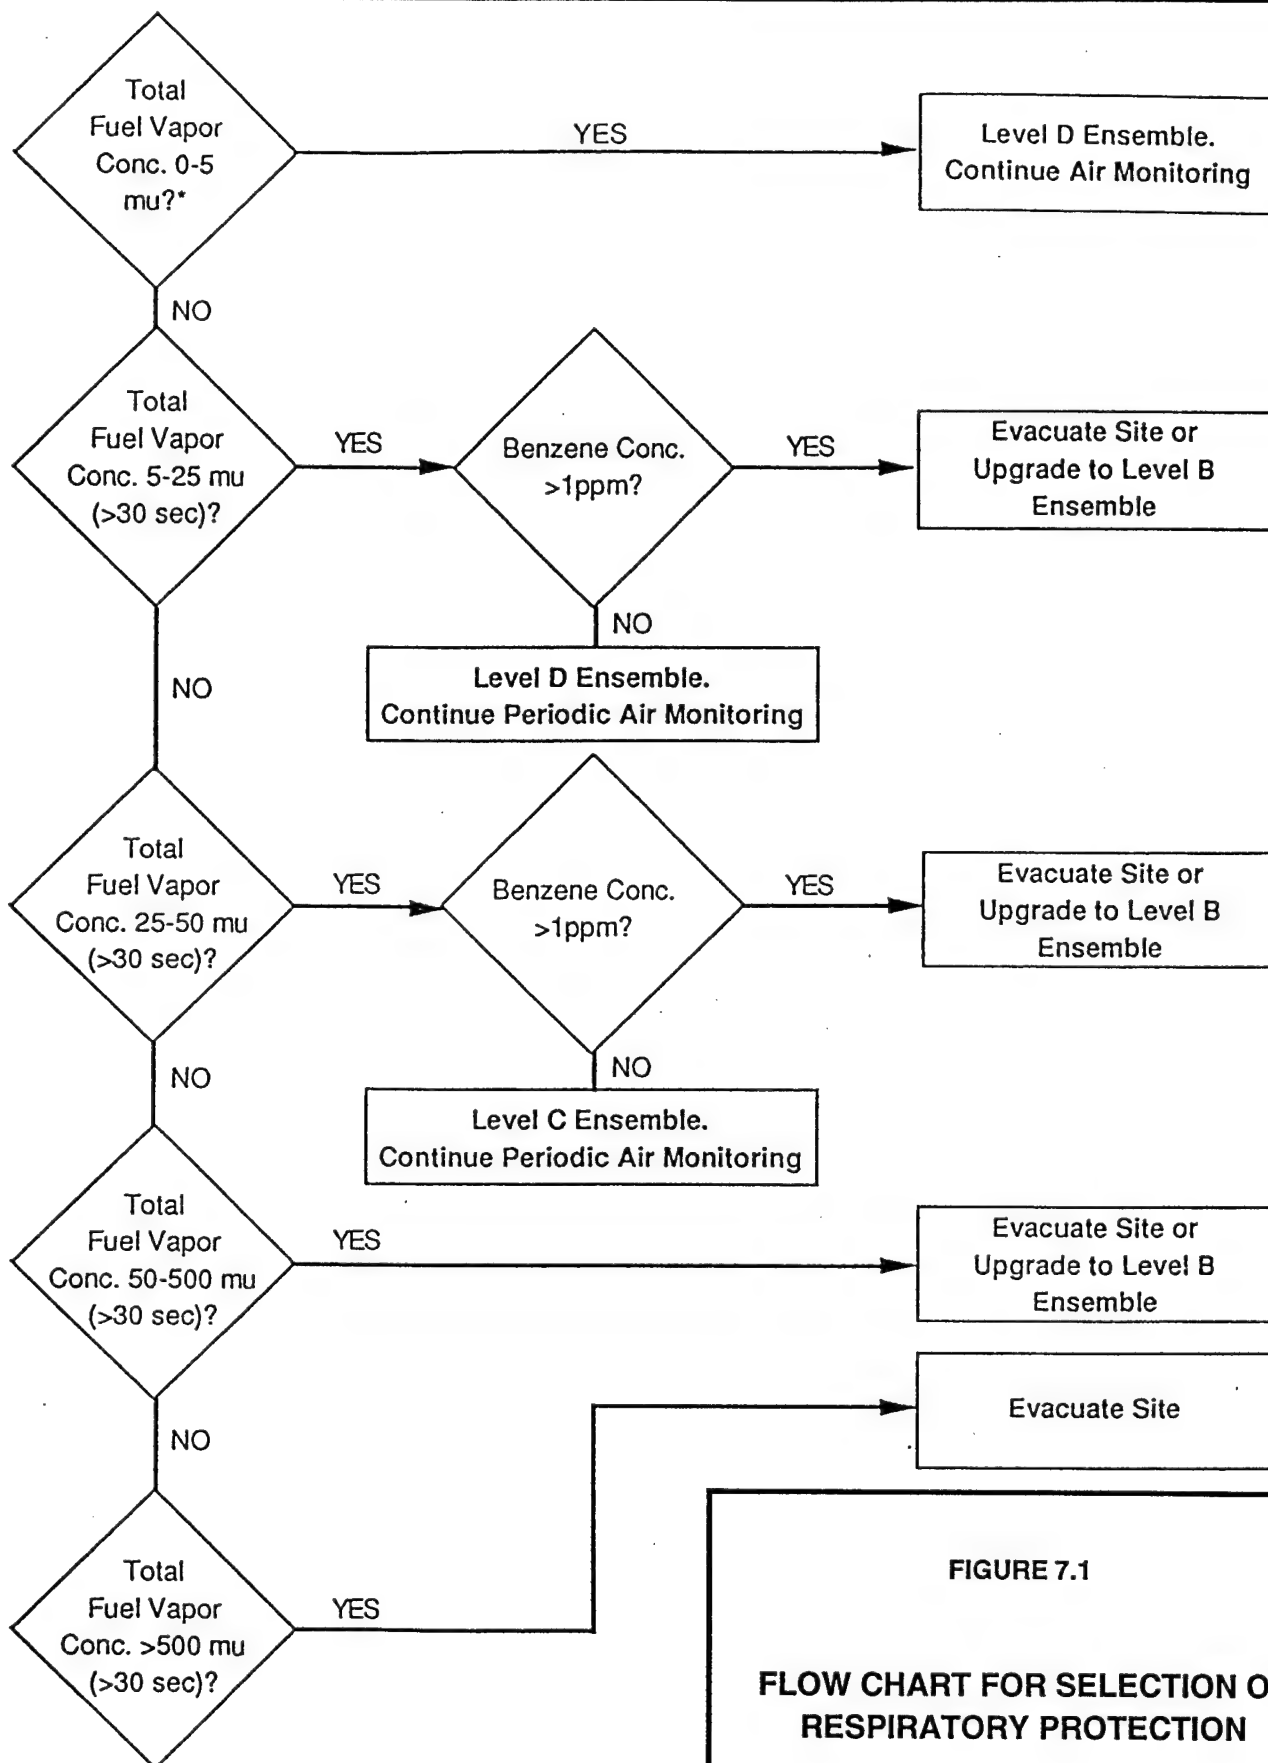 Total
Fuel Vapor
Conc. 0-5
mu?*
YES
Level D Ensemble.
Continue Air Monitoring
NO
Total
Fuel Vapor
Conc. 5-25 mu
(>30 sec)?
YES
Benzene Conc.
>1ppm?
YES
Evacuate Site or
Upgrade to Level B
Ensemble
NO
Level D Ensemble.
Continue Periodic Air Monitoring
NO
Total
Fuel Vapor
Conc. 25-50 mu
(>30 sec)?
YES
Benzene Conc.
>1ppm?
YES
Evacuate Site or
Upgrade to Level B
Ensemble
NO
Level C Ensemble.
Continue Periodic Air Monitoring
NO
Total
Fuel Vapor
Conc. 50-500 mu
(>30 sec)?
YES
Evacuate Site or
Upgrade to Level B
Ensemble
NO
Evacuate Site
Total
Fuel Vapor
Conc. >500 mu
(>30 sec)?
YES
FIGURE 7.1
FLOW CHART FOR SELECTION
RESPIRATORY PROTECTION